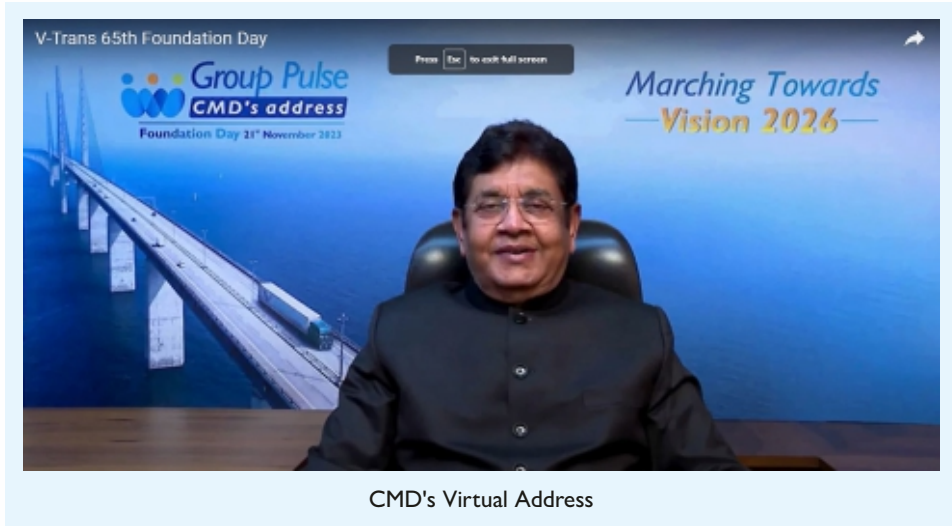 V-Trans 65th Foundation Day
Press Esc to exit full screen
Group Pulse
CMD's address
Foundation Day 21st November 2023
Marching Towards
Vision 2026
CMD's Virtual Address